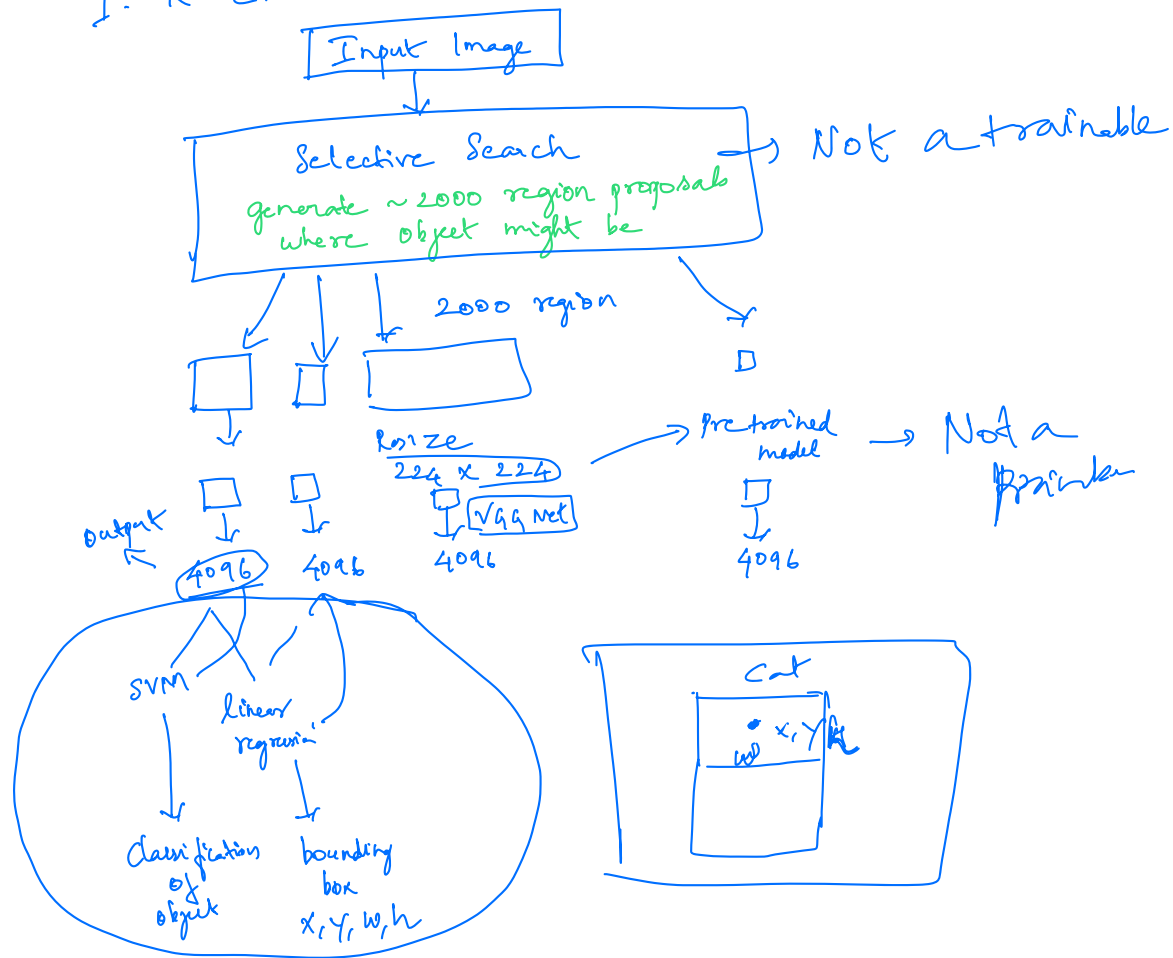 1. R-C
Input Image
Selective Search
generate ~2000 region proposals
where object might be
Not a trainable
2000 region
Resize
224 x 224
Pretrained
model
Not a
VGG Net
output
4096
4096
4096
4096
SVM
linear
regression
Classification
of
object
bounding
box
x, y, w, h
Cat
x, y
w
h